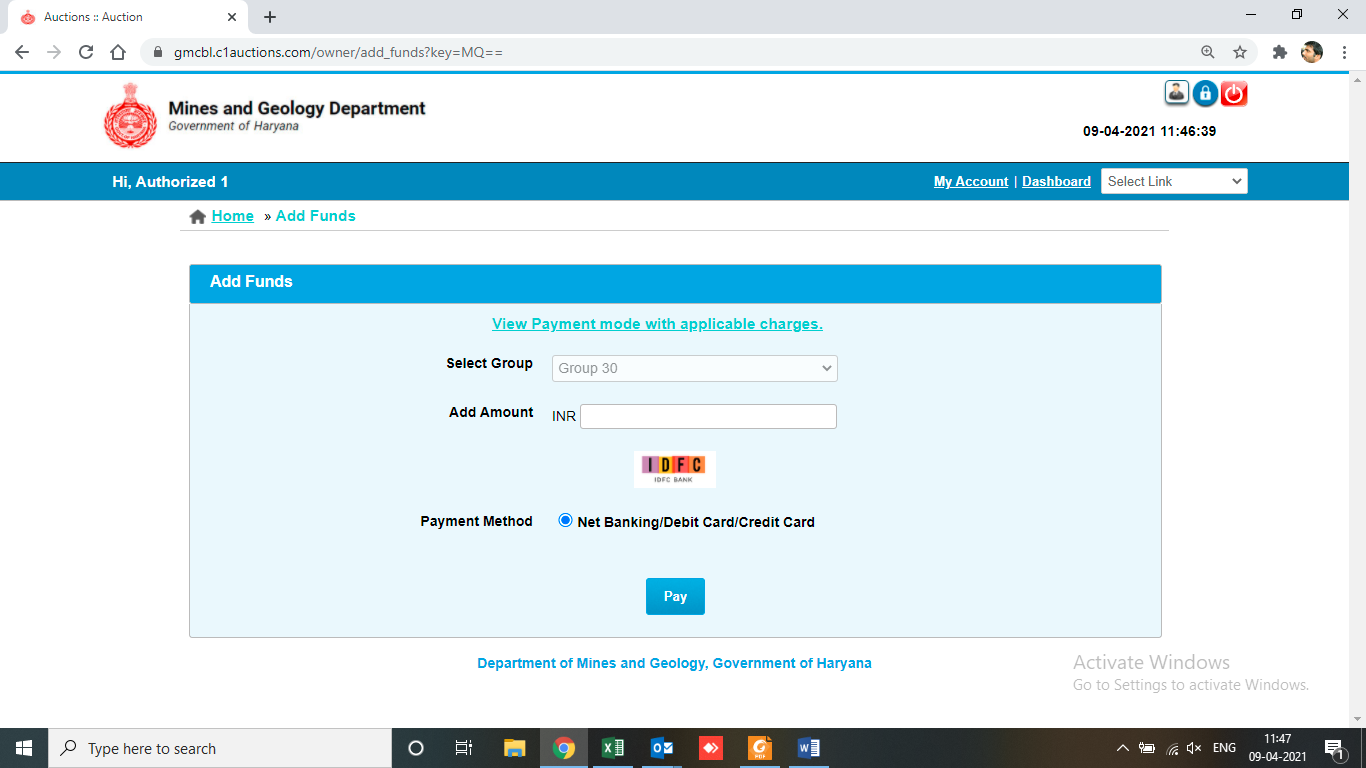 Auctions :: Auction
gmcbl.c1auctions.com/owner/add_funds?key=MQ==
Mines and Geology Department
Government of Haryana
09-04-2021 11:46:39
Hi, Authorized 1
My Account | Dashboard
Select Link
Home » Add Funds
Add Funds
View Payment mode with applicable charges.
Select Group
Group 30
Add Amount
INR
IDFC
IDFC BANK
Payment Method
Net Banking/Debit Card/Credit Card
Pay
Department of Mines and Geology, Government of Haryana
Activate Windows
Go to Settings to activate Windows.
Type here to search
ENG
11:47
09-04-2021
1